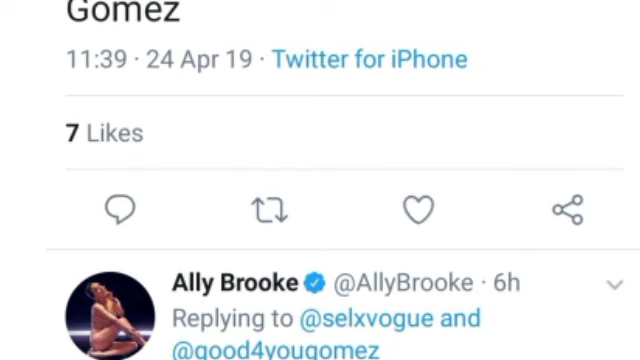 Gomez
11:39 · 24 Apr 19 · Twitter for iPhone
7 Likes
Ally Brooke @AllyBrooke · 6h
Replying to @selxvogue and
@good4yougomez